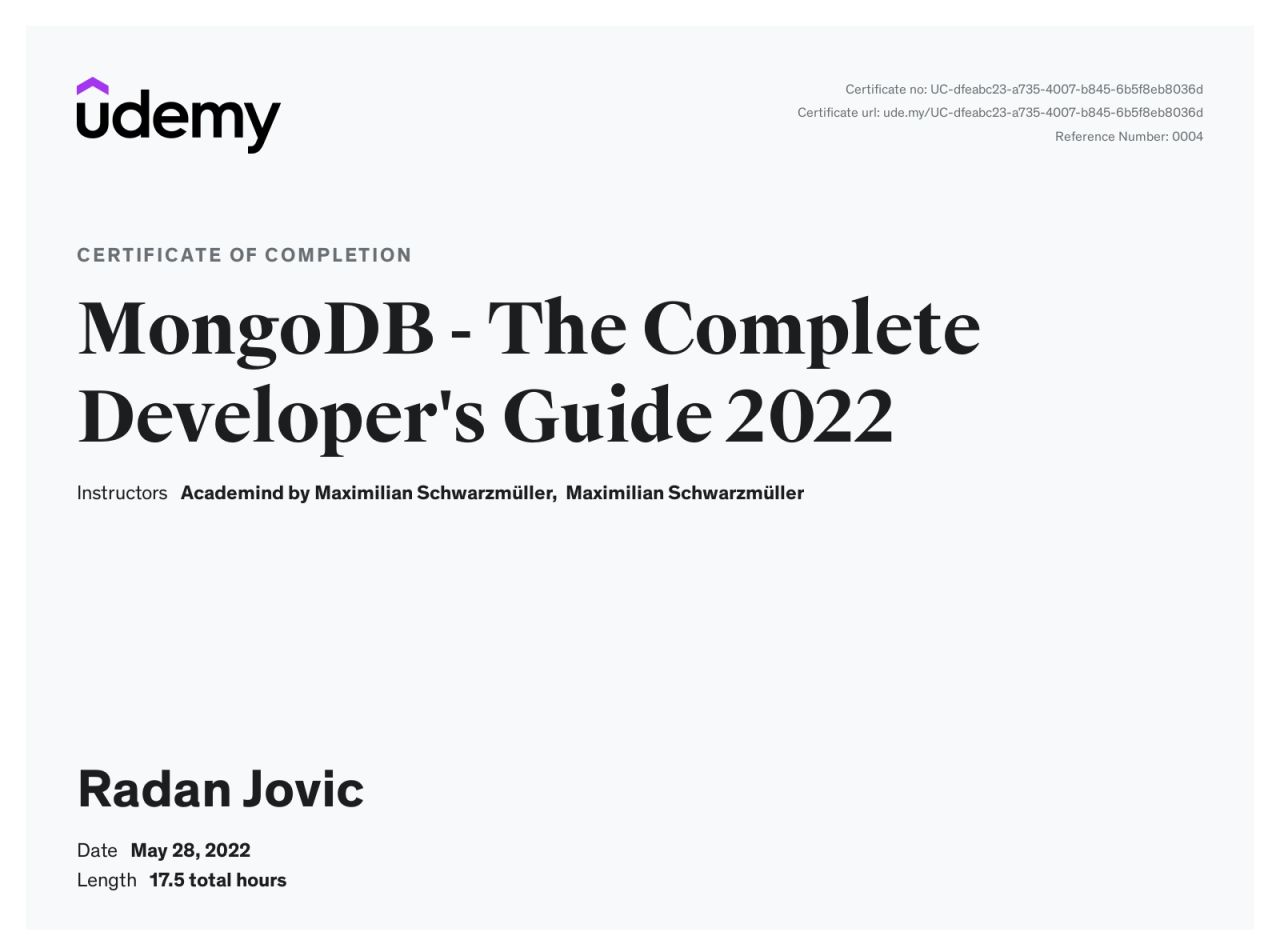 udemy
Certificate no: UC-dfeabc23-a735-4007-b845-6b5f8eb8036d
Certificate url: ude.my/UC-dfeabc23-a735-4007-b845-6b5f8eb8036d
Reference Number: 0004
CERTIFICATE OF COMPLETION
MongoDB - The Complete
Developer's Guide 2022
Instructors Academind by Maximilian Schwarzmüller, Maximilian Schwarzmüller
Radan Jovic
Date May 28, 2022
Length 17.5 total hours